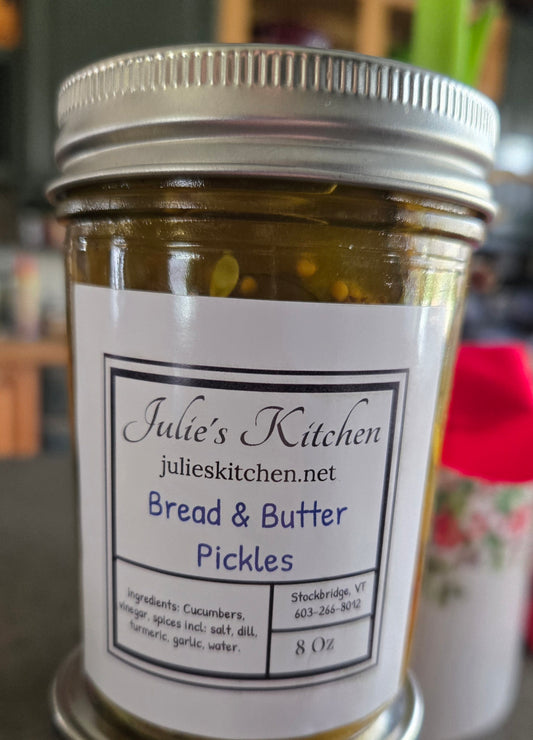 Julie's Kitchen
julieskitchen.net
Bread & Butter
Pickles
Ingredients: Cucumbers,
vinegar, spices incl: salt, dill,
turmeric, garlic, water.
Stockbridge, VT
603-266-8012
8 Oz